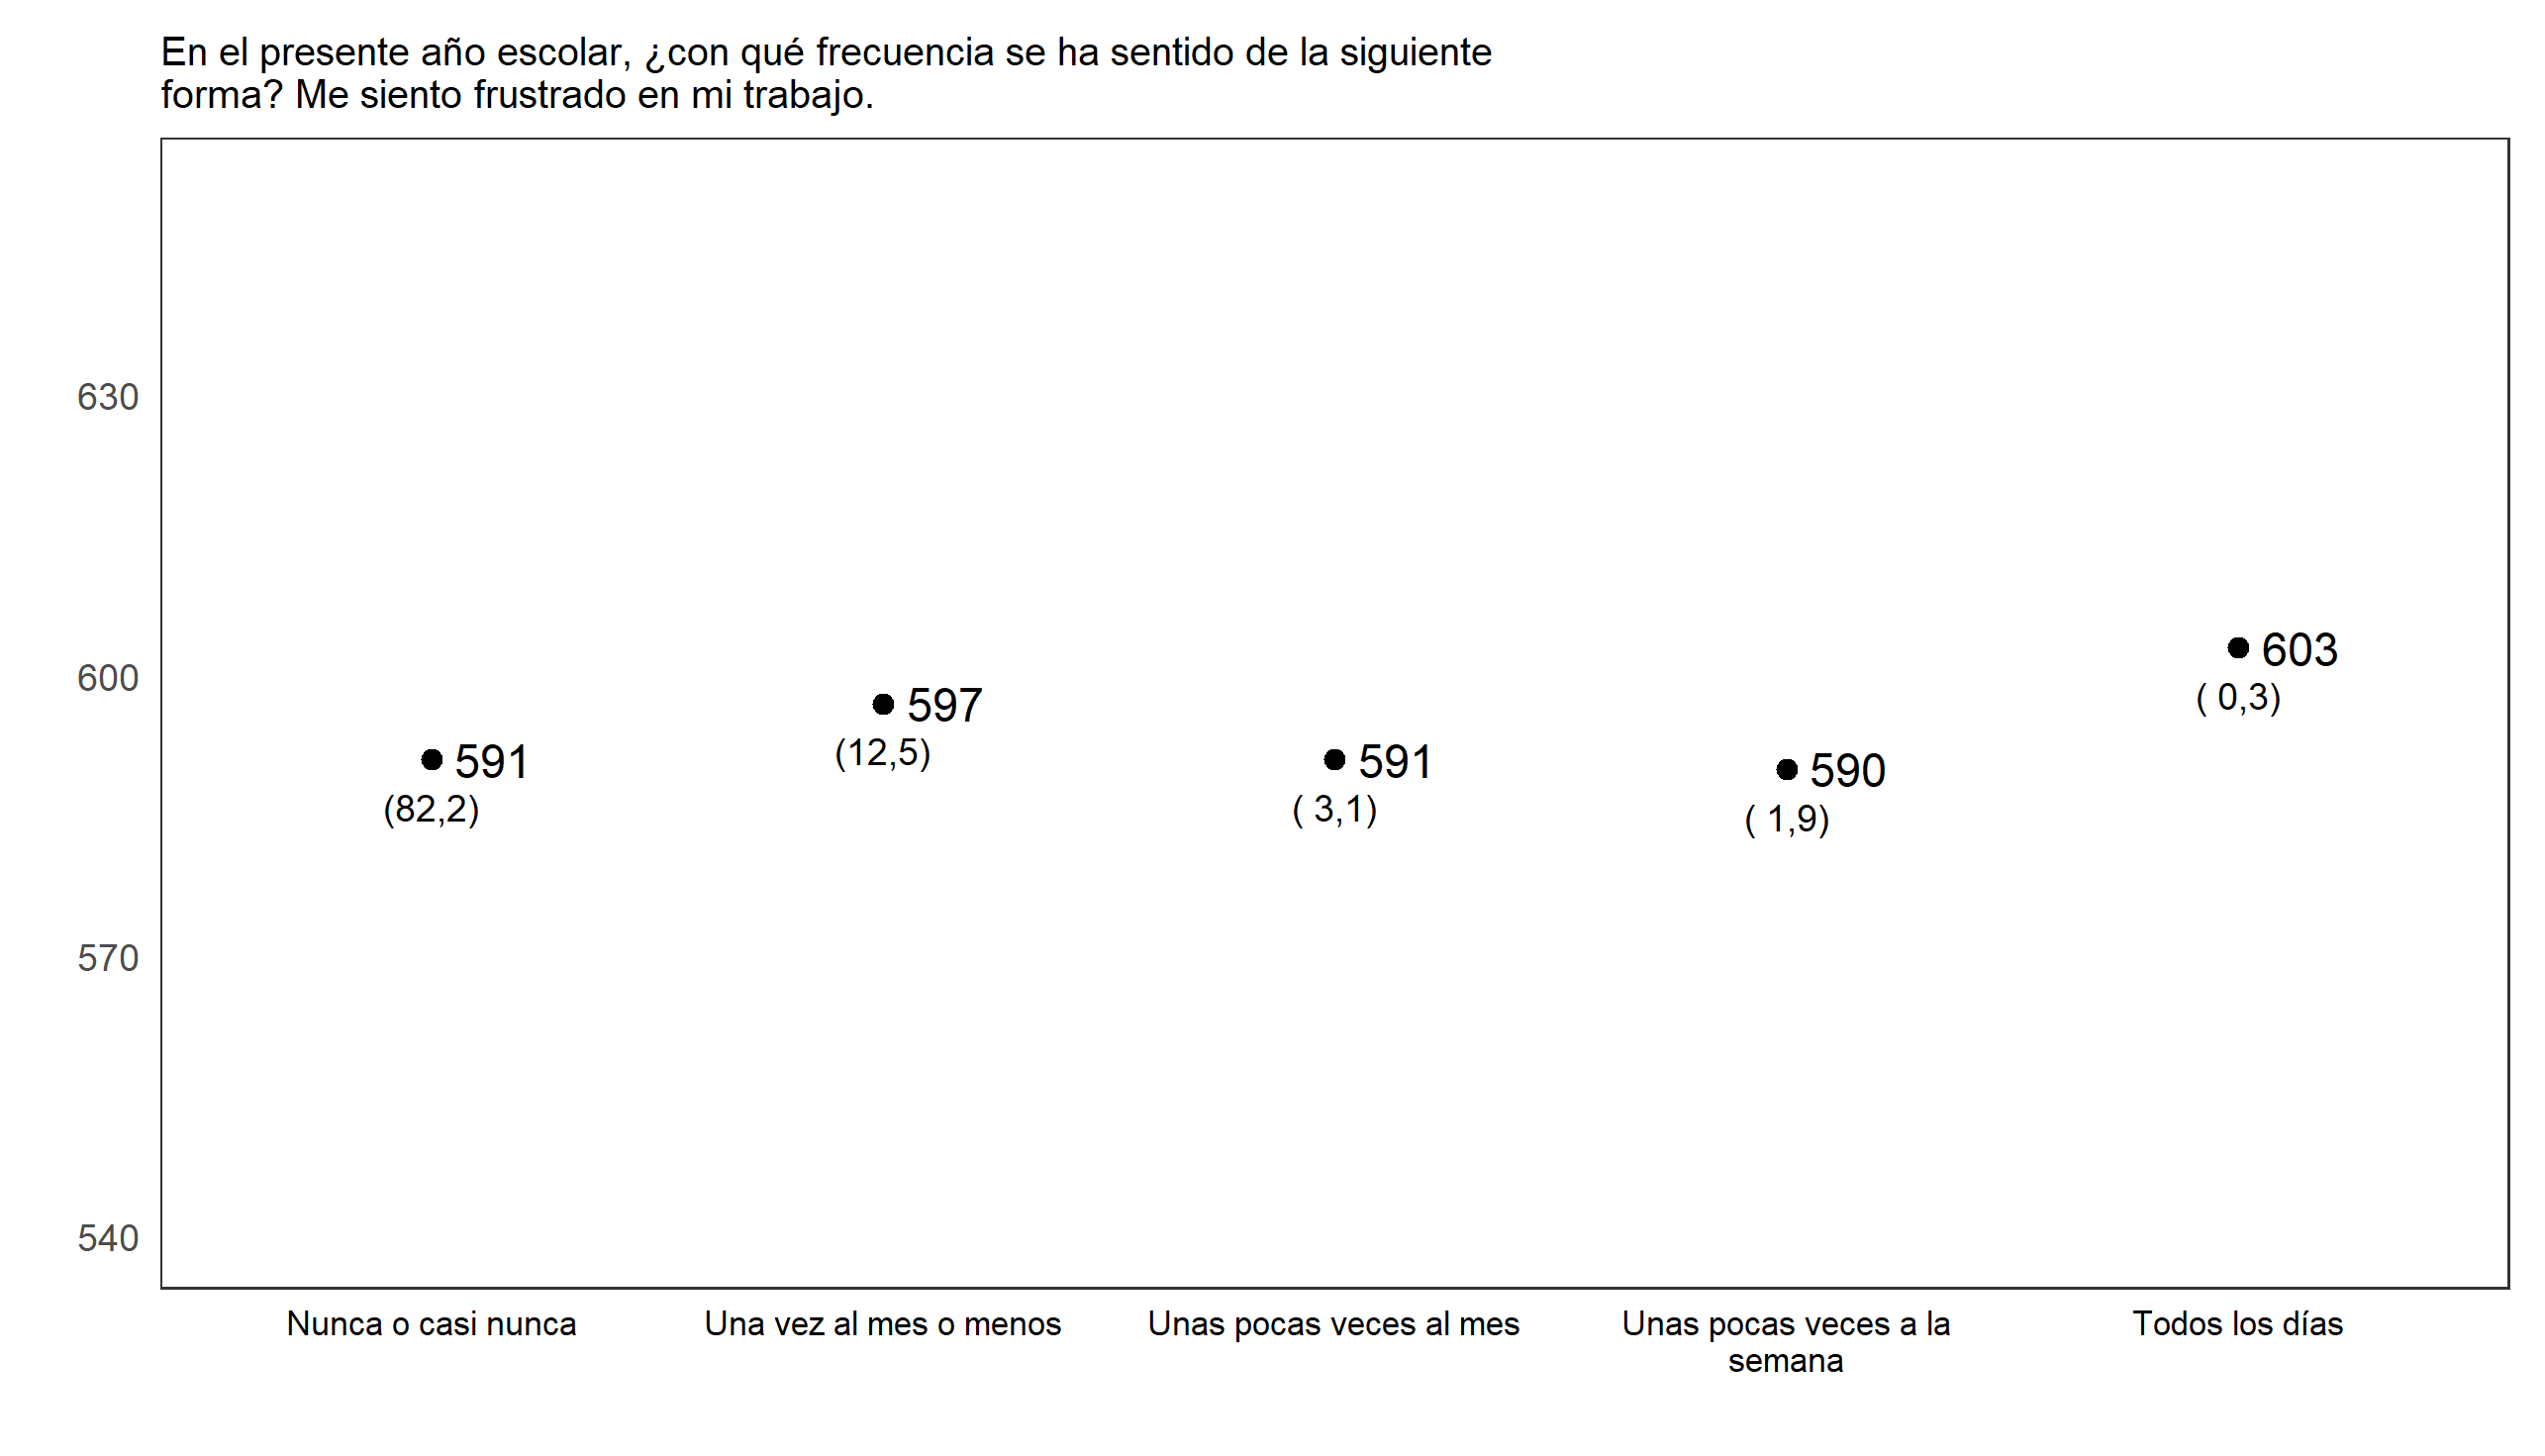 En el presente año escolar, ¿con qué frecuencia se ha sentido de la siguiente
forma? Me siento frustrado en mi trabajo.
630
600
570
540
591
(82,2)
597
(12,5)
591
( 3,1)
590
( 1,9)
603
( 0,3)
Nunca o casi nunca
Una vez al mes o menos
Unas pocas veces al mes
Unas pocas veces a la
semana
Todos los días